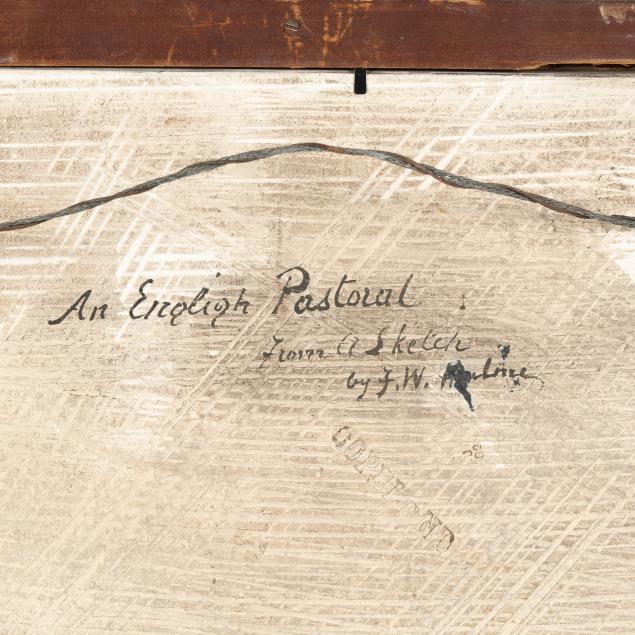 An English Pastoral
From A Sketch
by F. W.